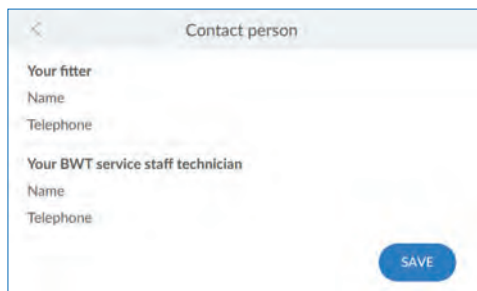 Contact person
Your fitter
Name
Telephone
Your BWT service staff technician
Name
Telephone
SAVE